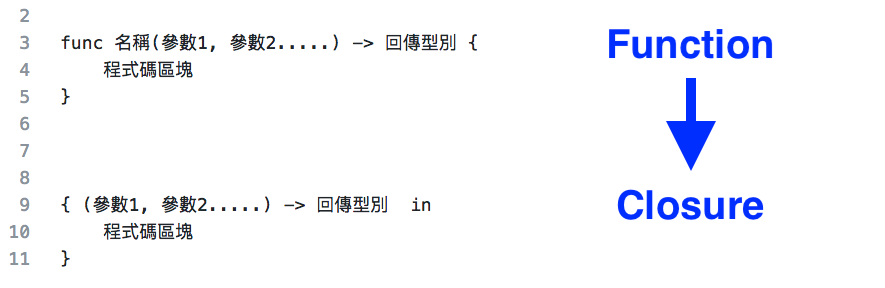 2
3 func 名稱(參數1, 參數2.....) -> 回傳型別 {
4 程式碼區塊
5 }
6
7
8
9 { (參數1, 參數2.....) -> 回傳型別 in
10 程式碼區塊
11 }
Function
Closure